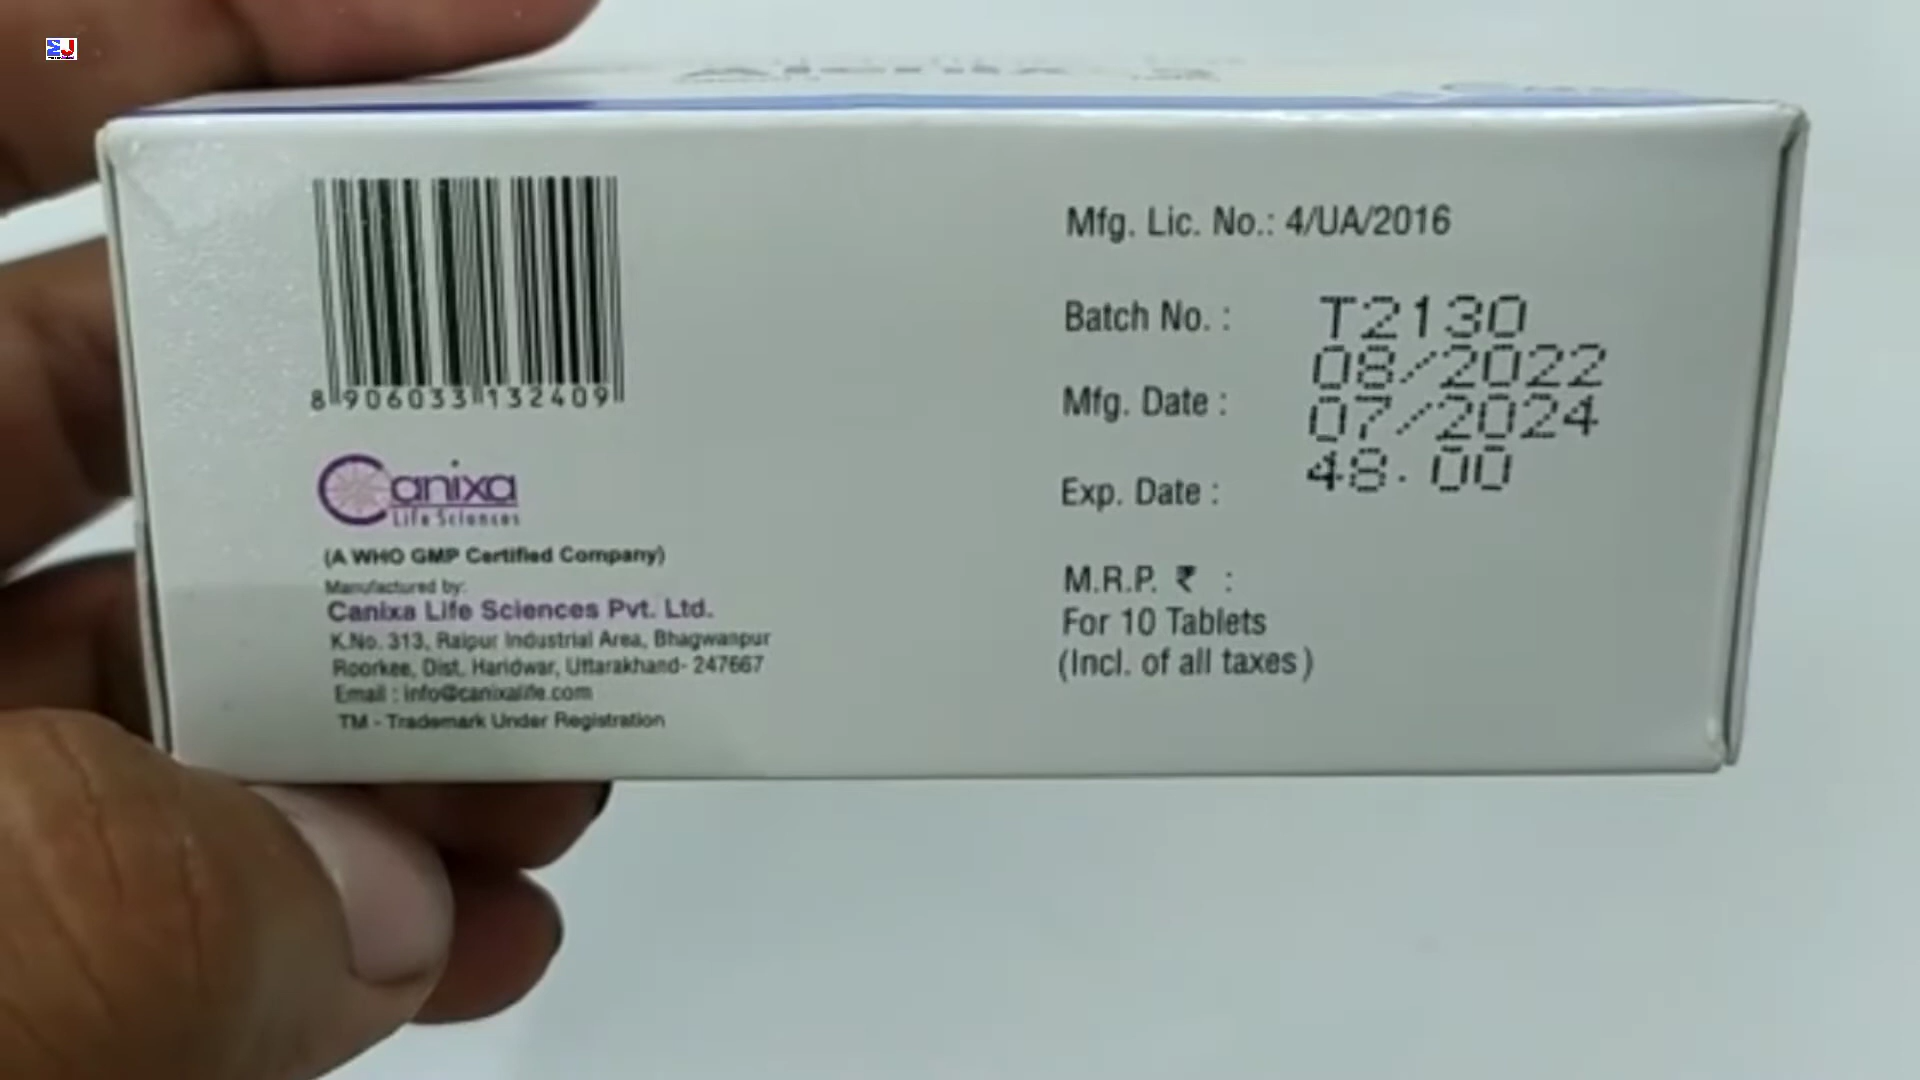 8 906033 132409
Canixa
Life Sciences
(A WHO GMP Certified Company)
Manufactured by:
Canixa Life Sciences Pvt. Ltd.
K.No. 313, Raipur Industrial Area, Bhagwanpur
Roorkee, Dist. Haridwar, Uttarakhand- 247667
Email : info@canixalife.com
TM - Trademark Under Registration
Mfg. Lic. No.: 4/UA/2016
Batch No. : T2130
08/2022
Mfg. Date :
07/2024
Exp. Date :
48.00
M.R.P. ₹ :
For 10 Tablets
(Incl. of all taxes)